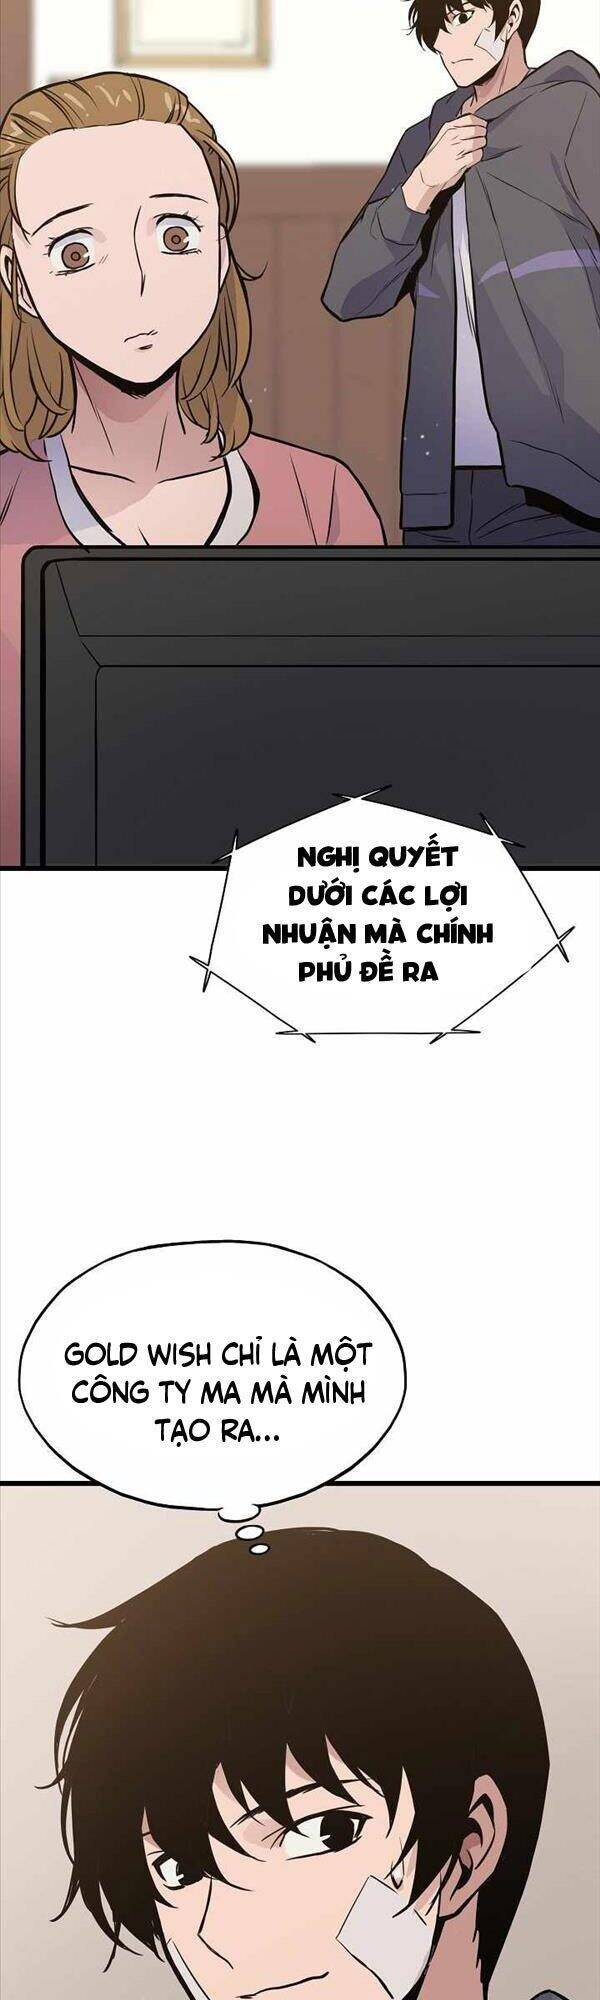 NGHỊ QUYẾT
DƯỚI CÁC LỢI
NHUẬN MÀ CHÍNH
PHỦ ĐỀ RA
GOLD WISH CHỈ LÀ MỘT
CÔNG TY MA MÀ MÌNH
TẠO RA...